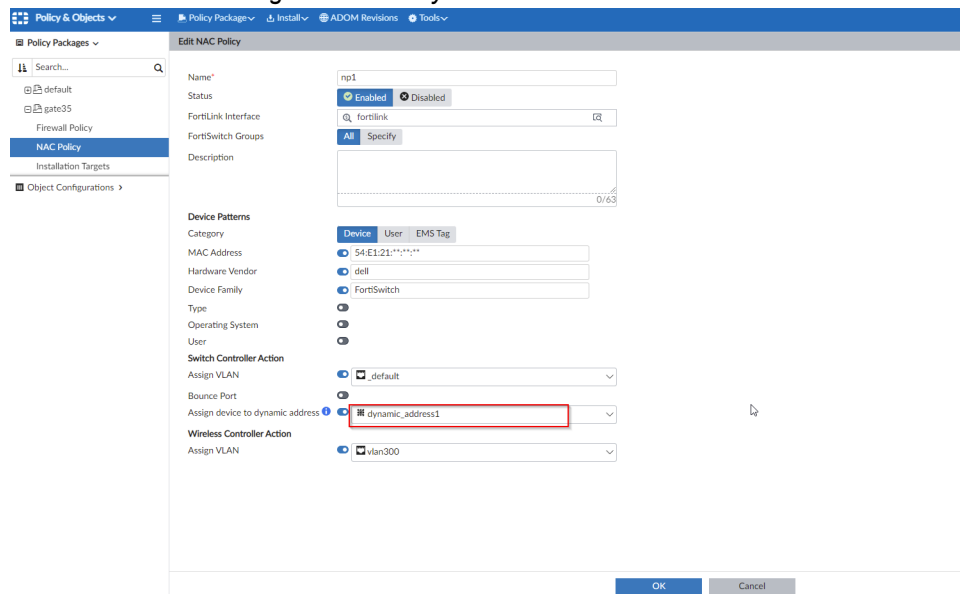 Policy & Objects
Policy Package
Install
ADOM Revisions
Tools
Policy Packages
Edit NAC Policy
Search...
default
gate35
Firewall Policy
NAC Policy
Installation Targets
Object Configurations
Name* np1
Status Enabled Disabled
FortiLink Interface fortilink
FortiSwitch Groups All Specify
Description
0/63
Device Patterns
Category Device User EMS Tag
MAC Address 54:E1:21:**:**:**
Hardware Vendor dell
Device Family FortiSwitch
Type
Operating System
User
Switch Controller Action
Assign VLAN _default
Bounce Port
Assign device to dynamic address dynamic_address1
Wireless Controller Action
Assign VLAN vlan300
OK Cancel